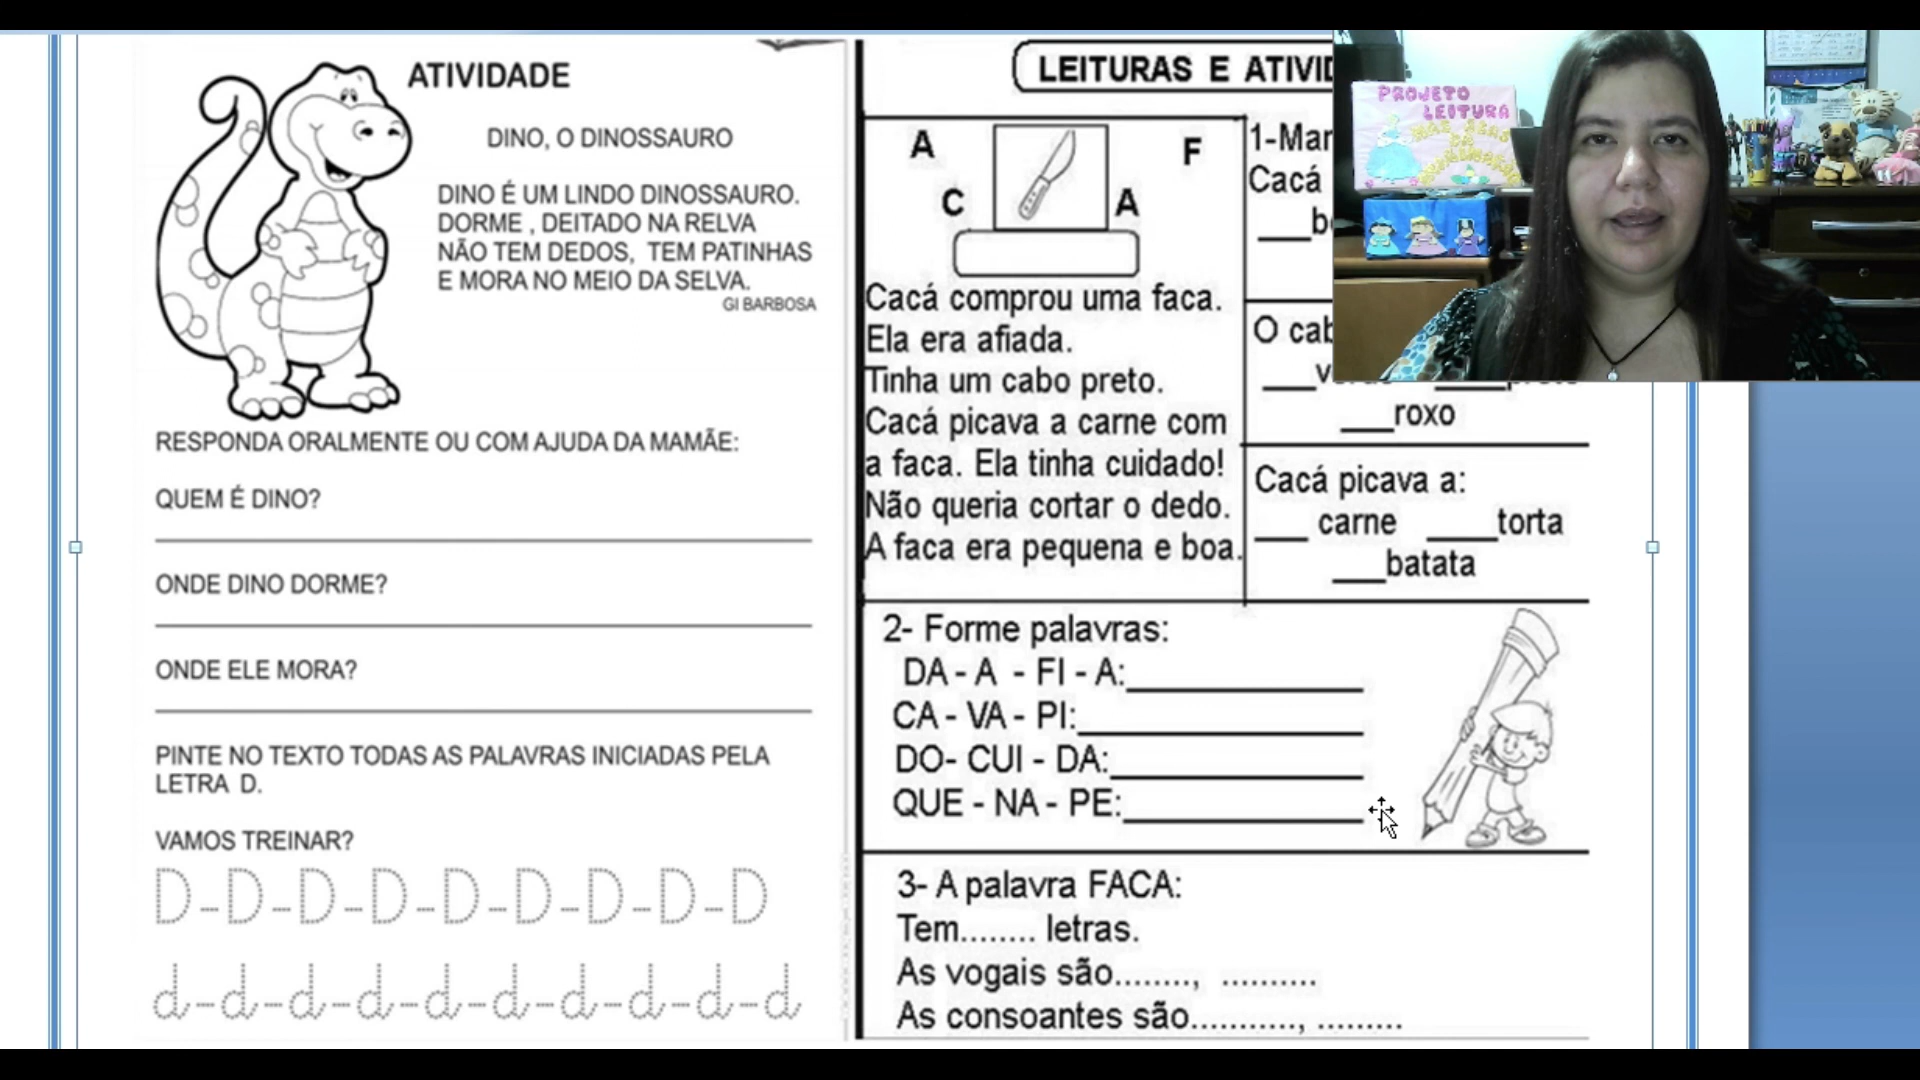 ATIVIDADE
DINO, O DINOSSAURO
DINO É UM LINDO DINOSSAURO.
DORME , DEITADO NA RELVA
NÃO TEM DEDOS, TEM PATINHAS
E MORA NO MEIO DA SELVA.
GI BARBOSA
RESPONDA ORALMENTE OU COM AJUDA DA MAMÃE:
QUEM É DINO?
ONDE DINO DORME?
ONDE ELE MORA?
PINTE NO TEXTO TODAS AS PALAVRAS INICIADAS PELA
LETRA D.
VAMOS TREINAR?
D-D-D-D-D-D-D-D-D
d-d-d-d-d-d-d-d-d-d
LEITURAS E ATIVI
A F
C A
Cacá comprou uma faca.
Ela era afiada.
Tinha um cabo preto.
Cacá picava a carne com
a faca. Ela tinha cuidado!
Não queria cortar o dedo.
A faca era pequena e boa.
1-Mar
Cacá
O cab
___roxo
Cacá picava a:
___ carne ____torta
___batata
2- Forme palavras:
DA - A - FI - A:______________
CA - VA - PI:_________________
DO- CUI - DA:_______________
QUE - NA - PE:______________
3- A palavra FACA:
Tem........ letras.
As vogais são........, ..........
As consoantes são..........., .........
PROJETO
LEITURA